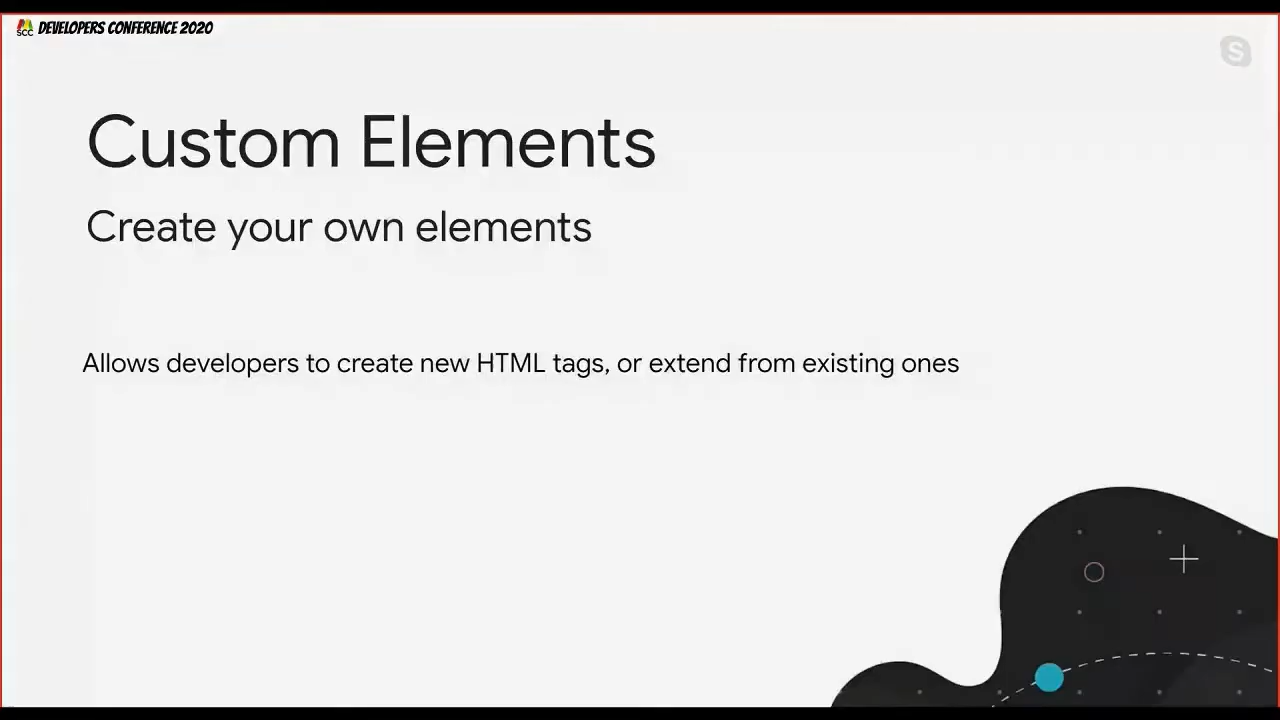 SCC DEVELOPERS CONFERENCE 2020
S
Custom Elements
Create your own elements
Allows developers to create new HTML tags, or extend from existing ones